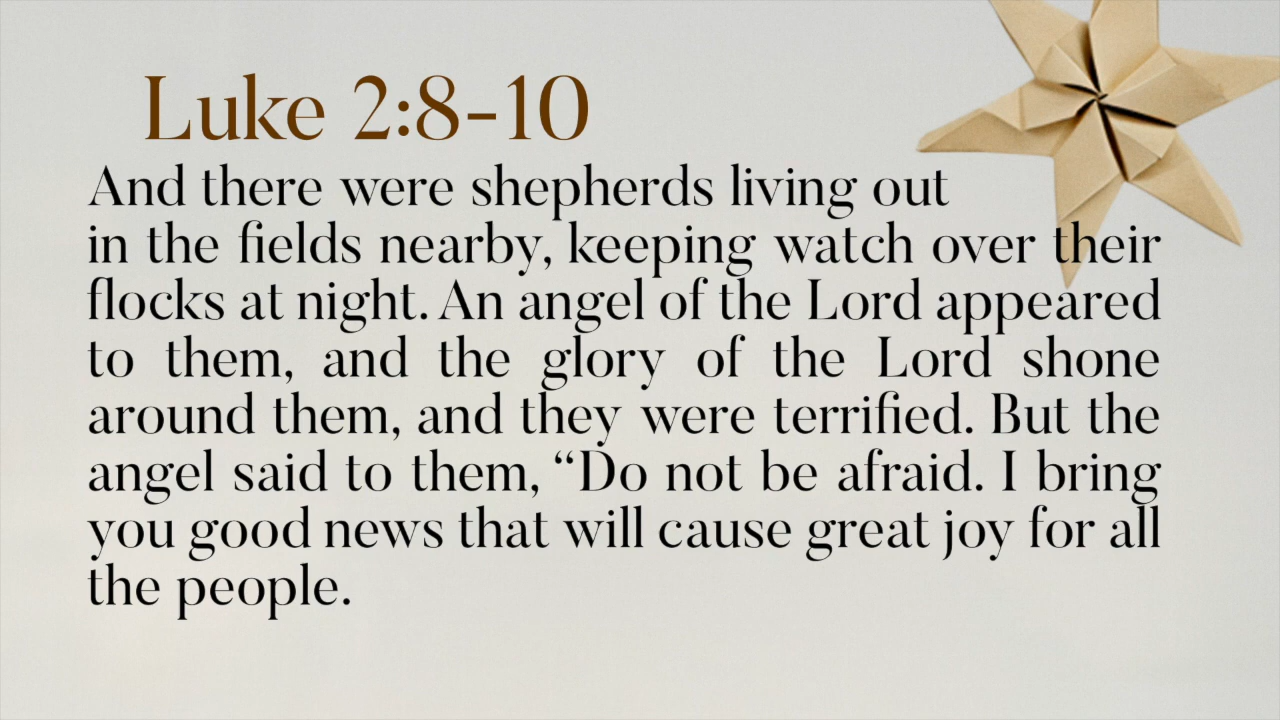 Luke 2:8-10
And there were shepherds living out
in the fields nearby, keeping watch over their
flocks at night. An angel of the Lord appeared
to them, and the glory of the Lord shone
around them, and they were terrified. But the
angel said to them, “Do not be afraid. I bring
you good news that will cause great joy for all
the people.